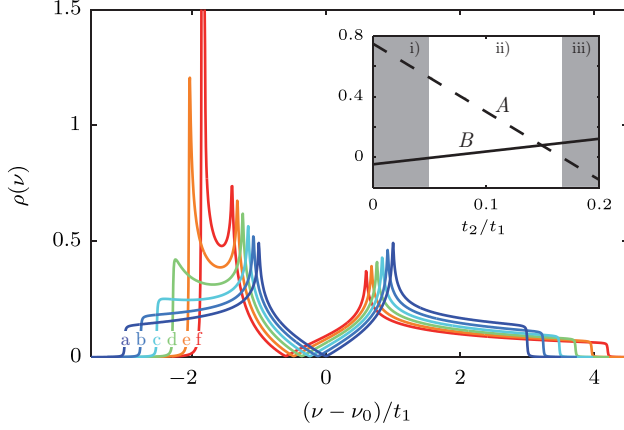 1.5
1
0.5
0
ρ(ν)
a b c d e f
−2
0
2
4
(ν − ν₀)/t₁
0.8
0.4
0
i)
ii)
iii)
A
B
0
0.1
0.2
t₂/t₁